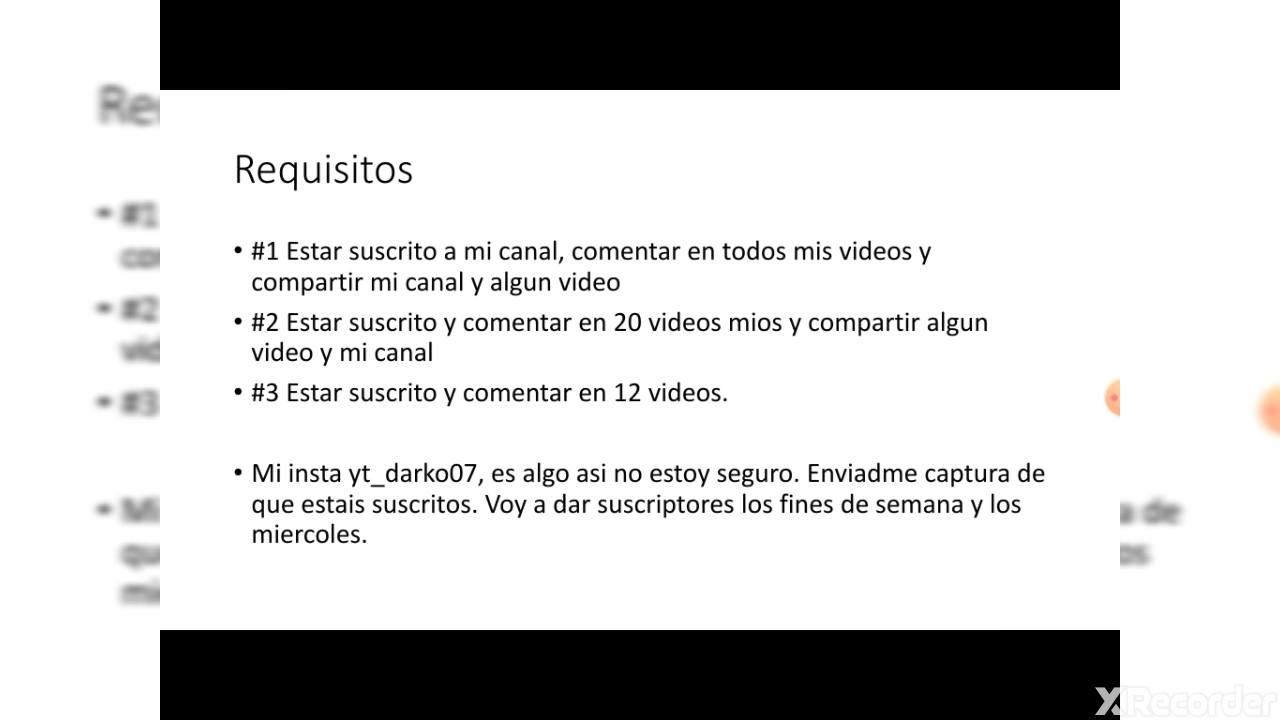 Requisitos
• #1 Estar suscrito a mi canal, comentar en todos mis videos y
compartir mi canal y algun video
• #2 Estar suscrito y comentar en 20 videos mios y compartir algun
video y mi canal
• #3 Estar suscrito y comentar en 12 videos.
• Mi insta yt_darko07, es algo asi no estoy seguro. Enviadme captura de
que estais suscritos. Voy a dar suscriptores los fines de semana y los
miercoles.
XRecorder